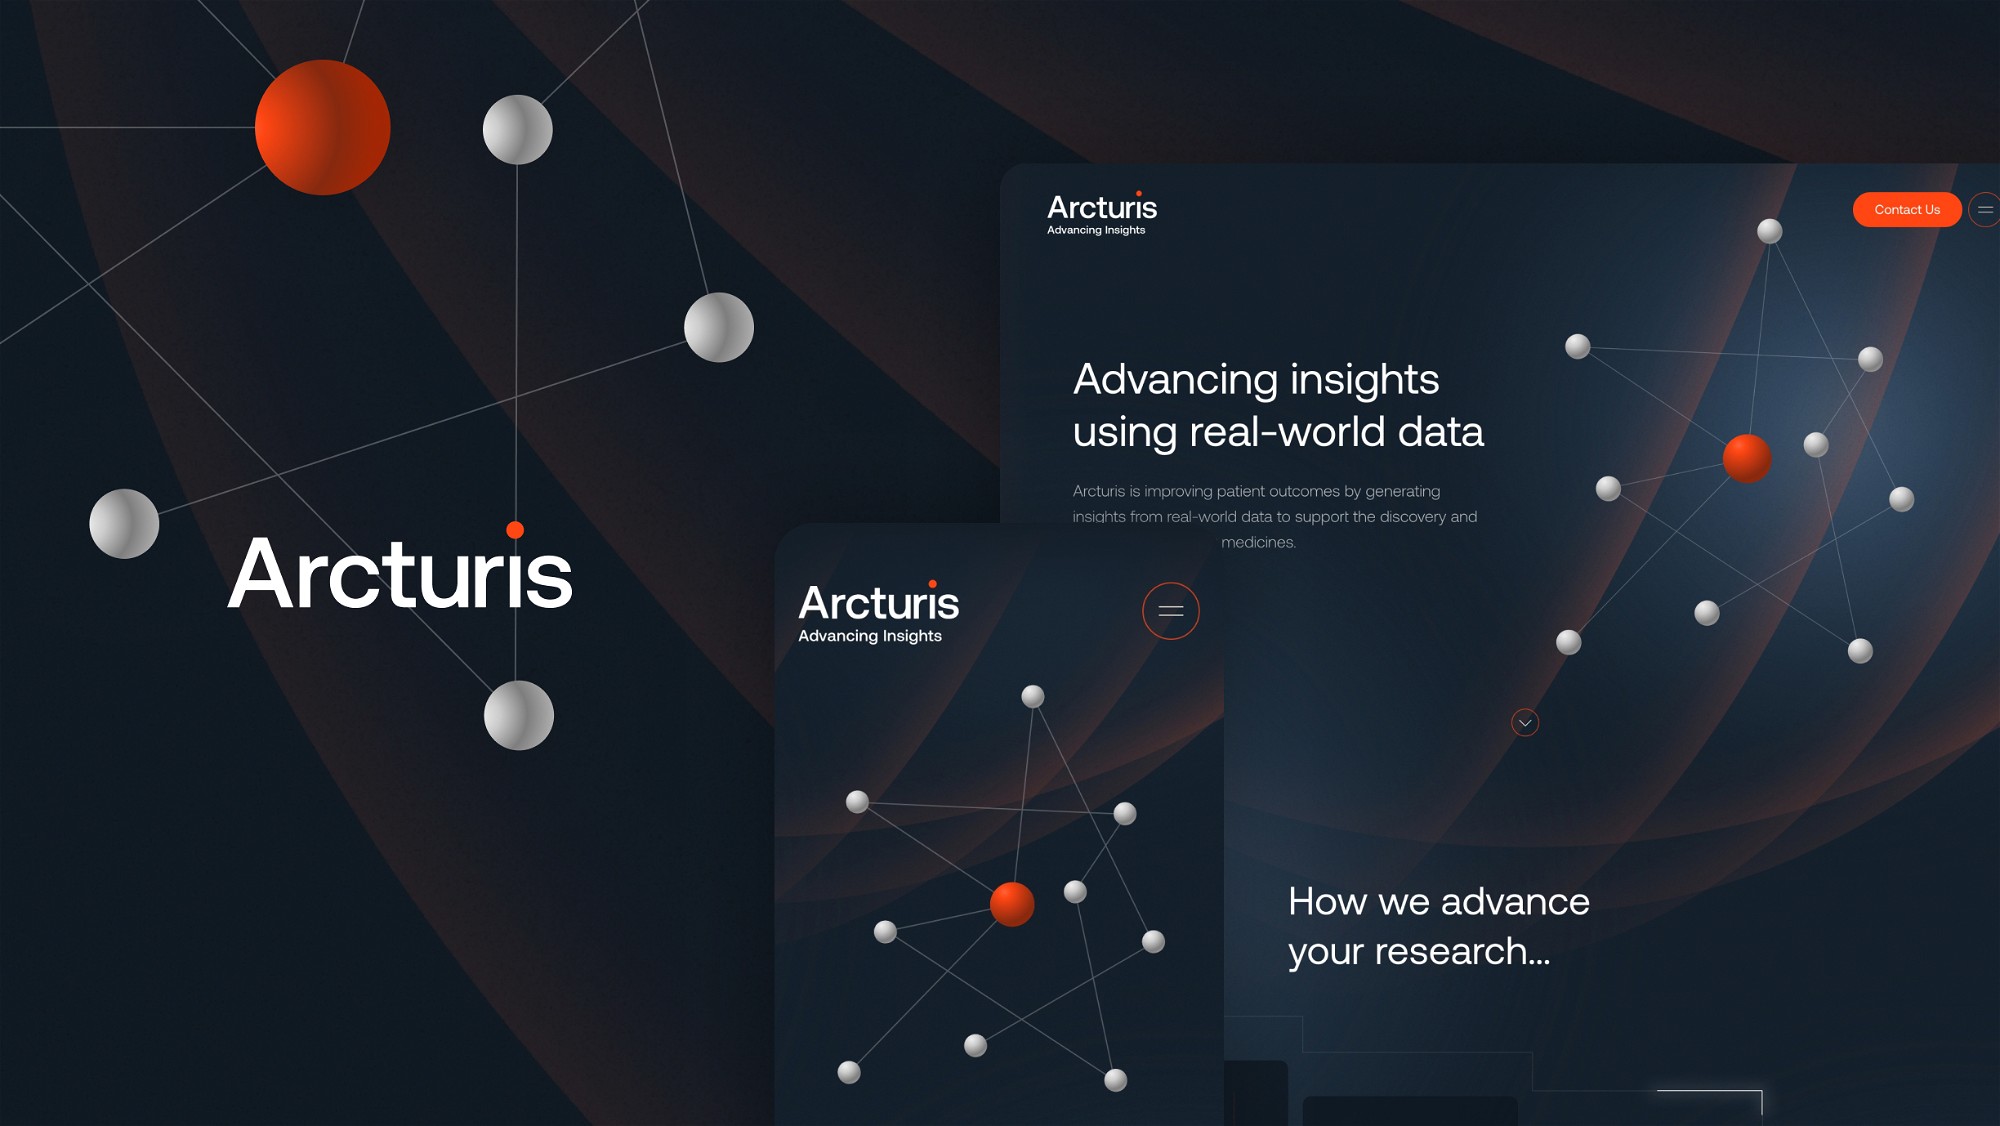 Arcturis
Arcturis
Advancing Insights
Contact Us
Advancing insights
using real-world data
Arcturis is improving patient outcomes by generating
insights from real-world data to support the discovery and
medicines.
Arcturis
Advancing Insights
How we advance
your research...